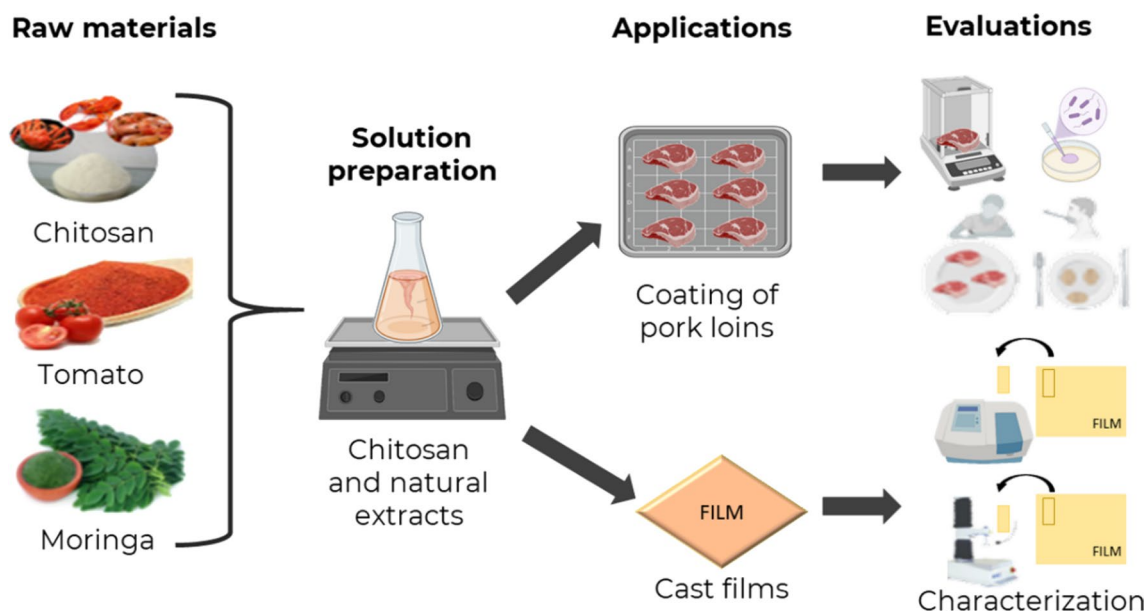 Raw materials
Applications
Evaluations
Solution
preparation
Chitosan
Tomato
Moringa
Chitosan
and natural
extracts
Coating of
pork loins
FILM
Cast films
FILM
FILM
Characterization